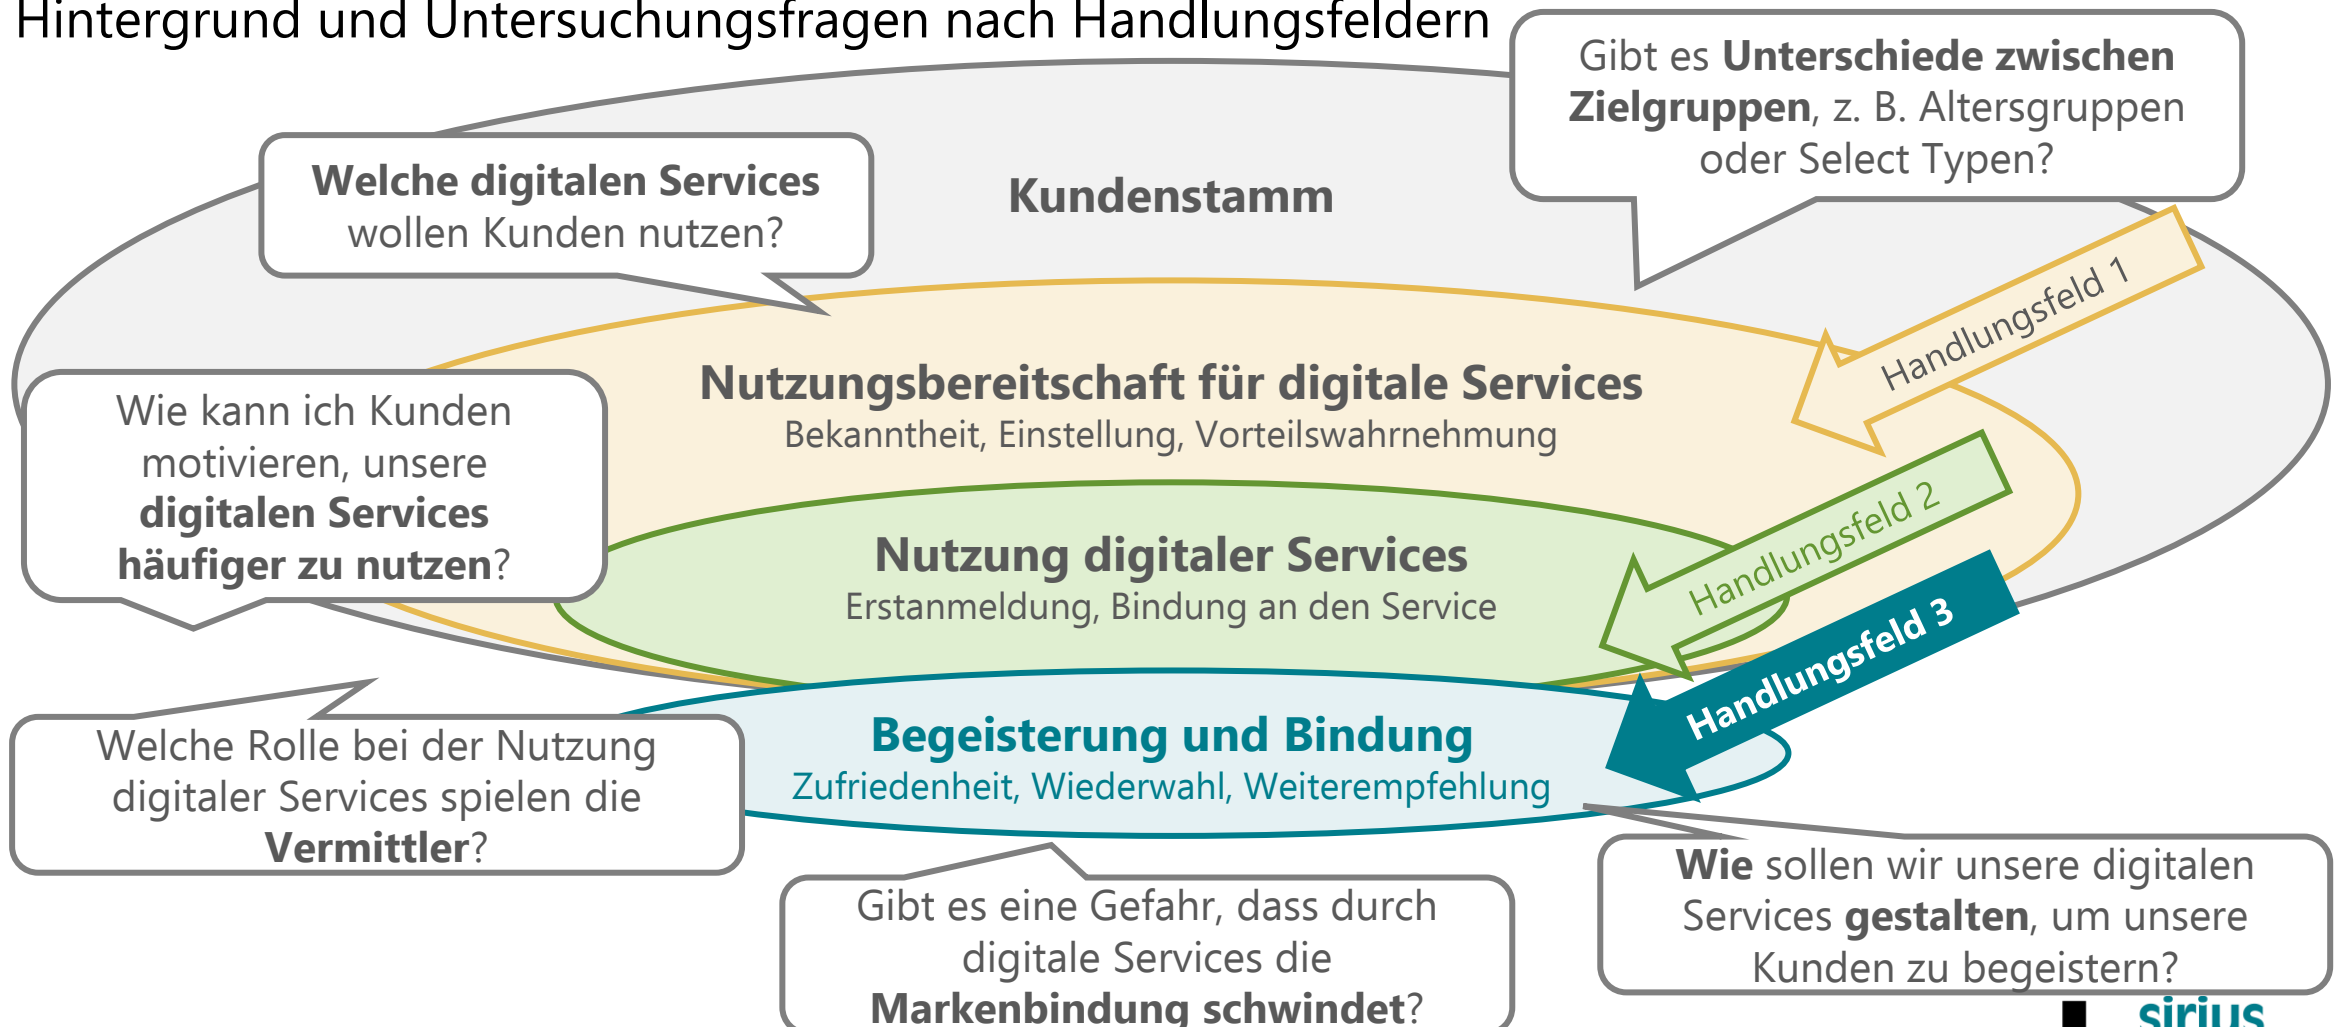 Hintergrund und Untersuchungsfragen nach Handlungsfeldern
Gibt es Unterschiede zwischen
Zielgruppen, z. B. Altersgruppen
oder Select Typen?
Welche digitalen Services
wollen Kunden nutzen?
Kundenstamm
Handlungsfeld 1
Nutzungsbereitschaft für digitale Services
Bekanntheit, Einstellung, Vorteilswahrnehmung
Wie kann ich Kunden
motivieren, unsere
digitalen Services
häufiger zu nutzen?
Handlungsfeld 2
Nutzung digitaler Services
Erstanmeldung, Bindung an den Service
Handlungsfeld 3
Begeisterung und Bindung
Zufriedenheit, Wiederwahl, Weiterempfehlung
Welche Rolle bei der Nutzung
digitaler Services spielen die
Vermittler?
Gibt es eine Gefahr, dass durch
digitale Services die
Markenbindung schwindet?
Wie sollen wir unsere digitalen
Services gestalten, um unsere
Kunden zu begeistern?
sirius